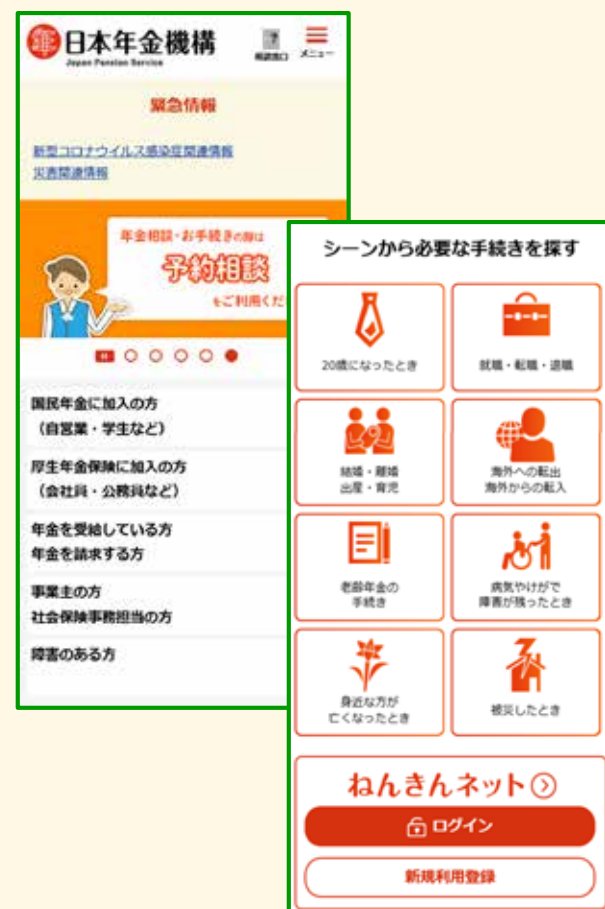 日本年金機構
Japan Pension Service
?
相談窓口
メニュー
緊急情報
新型コロナウイルス感染症関連情報
災害関連情報
年金相談・お手続きの際は
予約相談
をご利用くだ
国民年金に加入の方
（自営業・学生など）
厚生年金保険に加入の方
（会社員・公務員など）
年金を受給している方
年金を請求する方
事業主の方
社会保険事務担当の方
障害のある方
シーンから必要な手続きを探す
20歳になったとき
就職・転職・退職
結婚・離婚
出産・育児
海外への転出
海外からの転入
老齢年金の
手続き
病気やけがで
障害が残ったとき
身近な方が
亡くなったとき
被災したとき
ねんきんネット
ログイン
新規利用登録